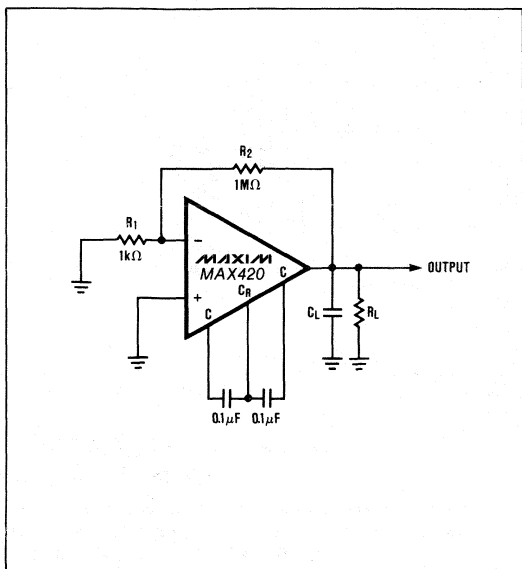 R2
1MΩ
R1
1kΩ
−
MAXIM
MAX420
+
C
CR
C
OUTPUT
CL
RL
0.1μF
0.1μF